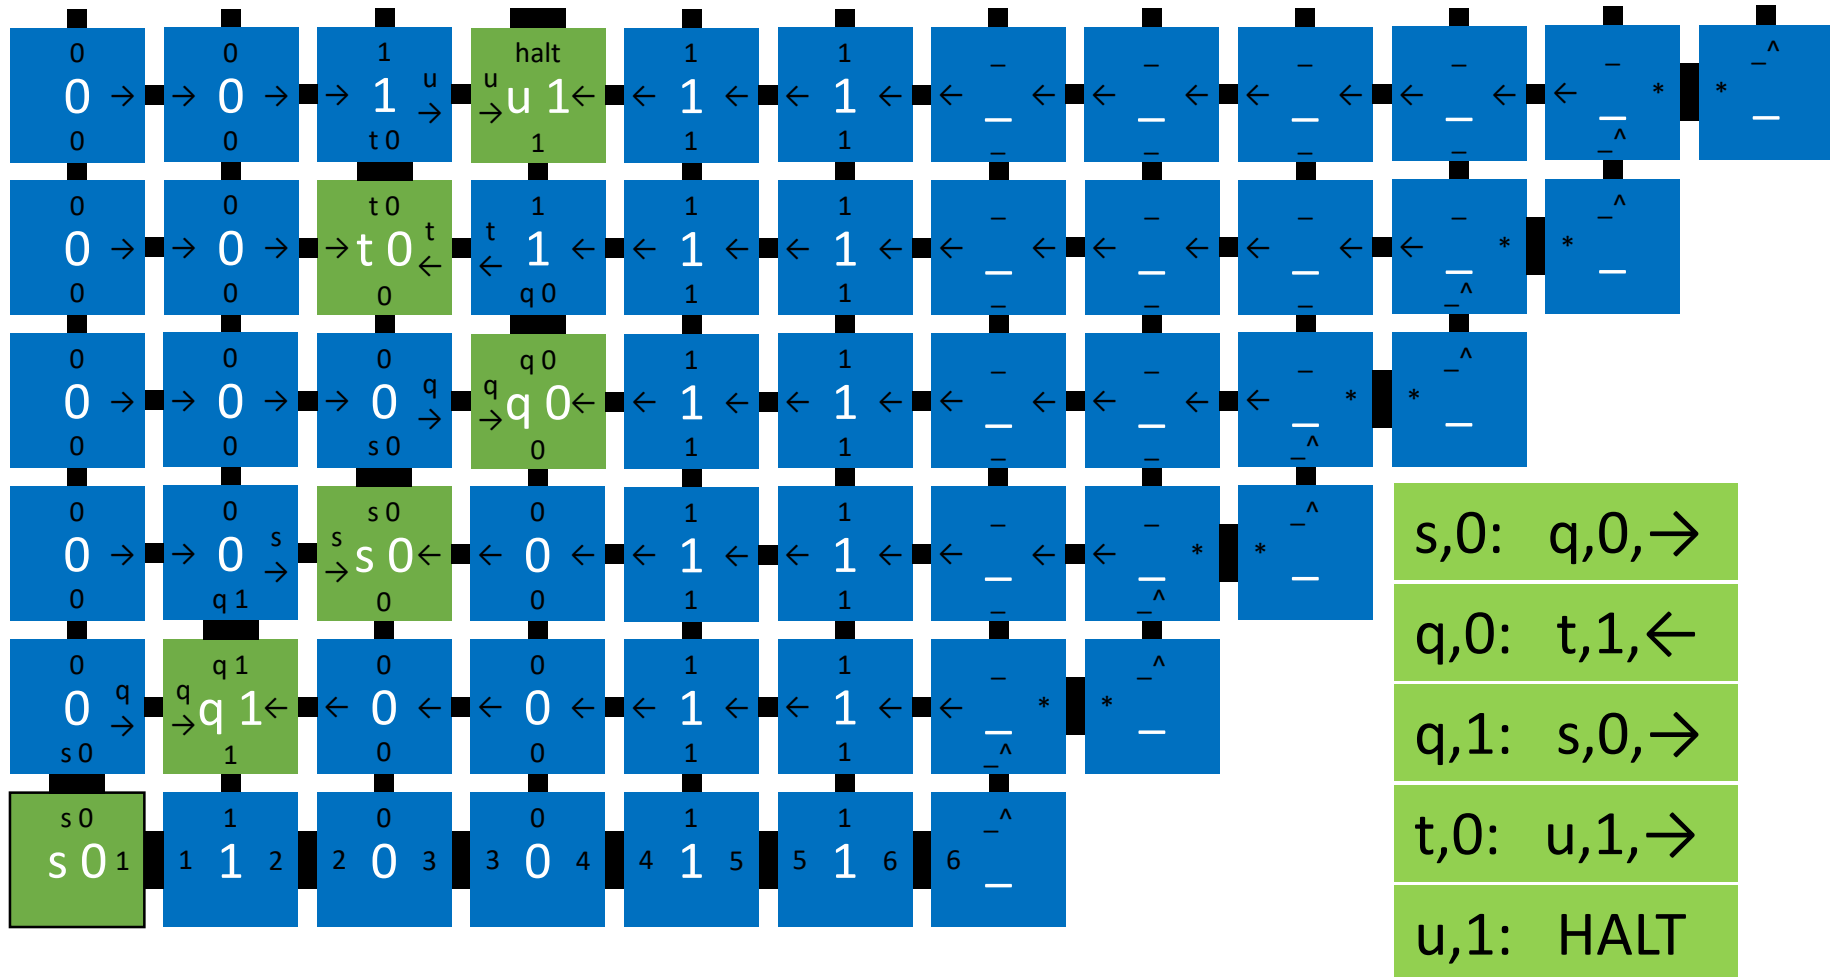 0 0 1 halt 1 1 _ _ _ _ _ _^
u u
0 → → 0 → → 1 → → u 1 ← ← 1 ← ← 1 ← ← _ ← ← _ ← ← _ ← ← _ ← ← _ * * _
0 0 t 0 1 1 1 _ _ _ _ _^
0 0 t 0 1 1 1 _ _ _ _ _^
t t
0 → → 0 → → t 0 ← ← 1 ← ← 1 ← ← 1 ← ← _ ← ← _ ← ← _ ← ← _ * * _
0 0 0 q 0 1 1 _ _ _ _^
0 0 0 q 0 1 1 _ _ _ _^
q q
0 → → 0 → → 0 → → q 0 ← ← 1 ← ← 1 ← ← _ ← ← _ ← ← _ * * _
0 0 s 0 0 1 1 _ _ _^
0 0 s 0 0 1 1 _ _ _^
s s
0 → → 0 → → s 0 ← ← 0 ← ← 1 ← ← 1 ← ← _ ← ← _ * * _
0 q 1 0 0 1 1 _ _^
0 q 1 0 0 1 1 _ _^
q q
0 → → q 1 ← ← 0 ← ← 0 ← ← 1 ← ← 1 ← ← _ * * _
s 0 1 0 0 1 1 _^
s 0 1 0 0 1 1 _^
s 0 1 1 1 2 2 0 3 3 0 4 4 1 5 5 1 6 6 _
s,0: q,0,→
q,0: t,1,←
q,1: s,0,→
t,0: u,1,→
u,1: HALT